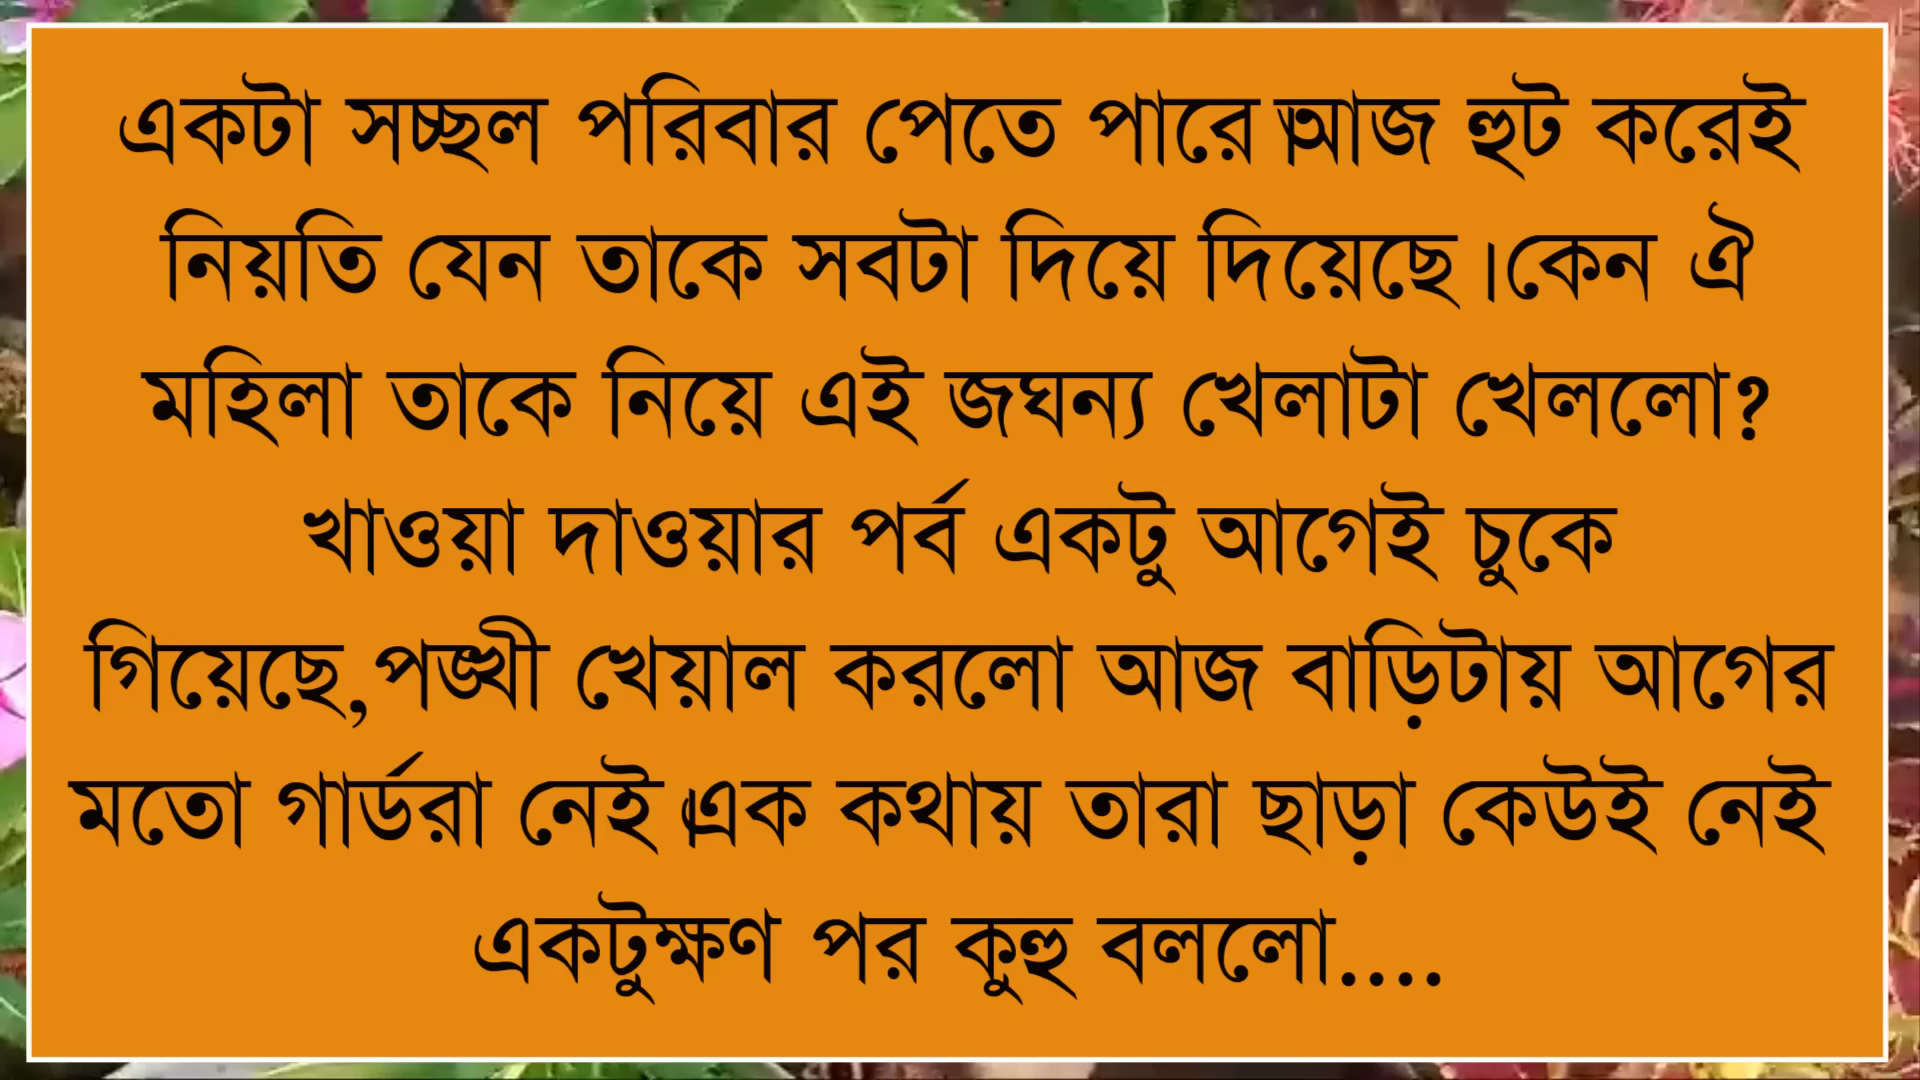 একটা সচ্ছল পরিবার পেতে পারে।আজ হুট করেই
নিয়তি যেন তাকে সবটা দিয়ে দিয়েছে।কেন ঐ
মহিলা তাকে নিয়ে এই জঘন্য খেলাটা খেললো?
খাওয়া দাওয়ার পর্ব একটু আগেই চুকে
গিয়েছে,পঙ্খী খেয়াল করলো আজ বাড়িটায় আগের
মতো গার্ডরা নেই।এক কথায় তারা ছাড়া কেউই নেই
একটুক্ষণ পর কুহু বললো....